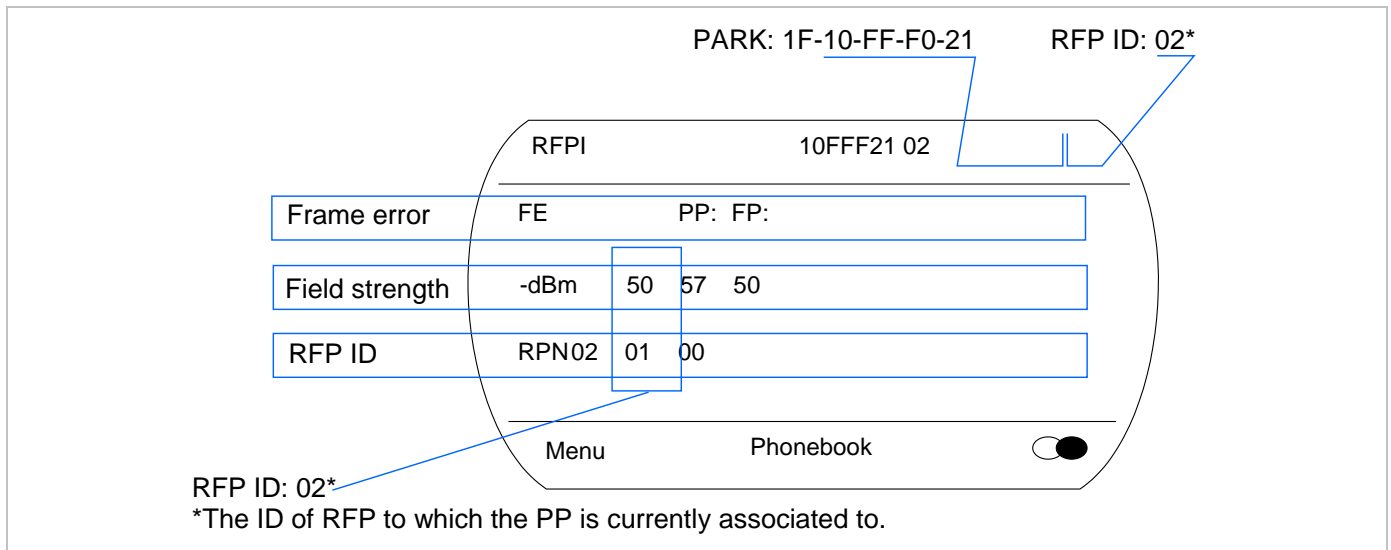 PARK: 1F-10-FF-F0-21 RFP ID: 02*
RFPI 10FFF21 02
Frame error FE PP: FP:
Field strength -dBm 50 57 50
RFP ID RPN02 01 00
Menu Phonebook
RFP ID: 02*
*The ID of RFP to which the PP is currently associated to.